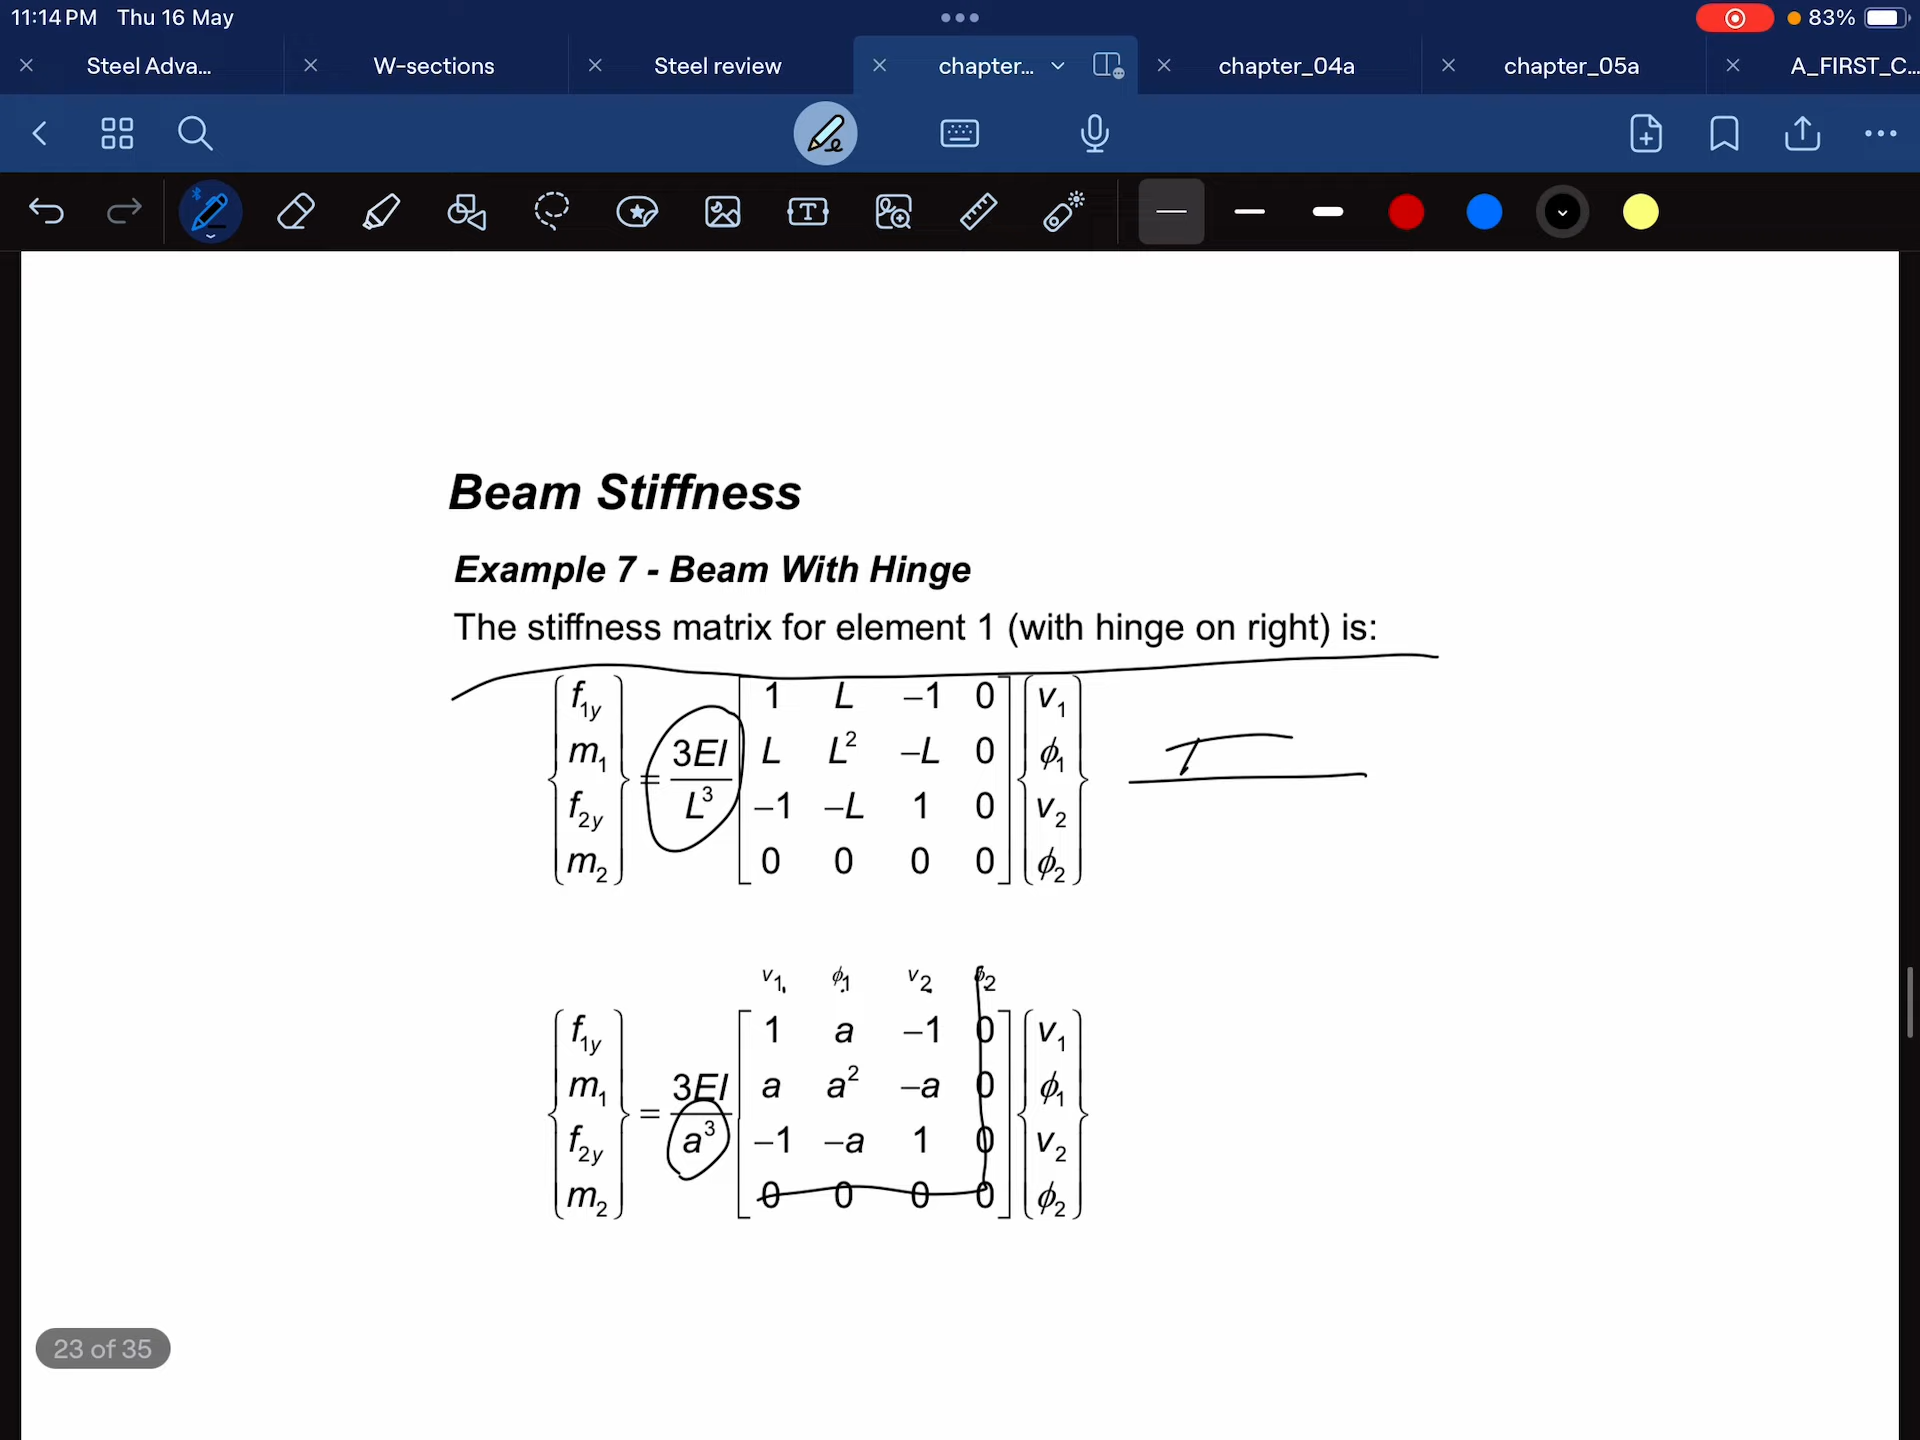 11:14 PM Thu 16 May 83%
Steel Adva... W-sections Steel review chapter... chapter_04a chapter_05a A_FIRST_C...
Beam Stiffness
Example 7 - Beam With Hinge
The stiffness matrix for element 1 (with hinge on right) is:
f1y 1 L –1 0 v1
m1 = 3EI/L³ L L² –L 0 ϕ1
f2y –1 –L 1 0 v2
m2 0 0 0 0 ϕ2
v1 ϕ1 v2 ϕ2
f1y 1 a –1 0 v1
m1 = 3EI/a³ a a² –a 0 ϕ1
f2y –1 –a 1 0 v2
m2 0 0 0 0 ϕ2
23 of 35